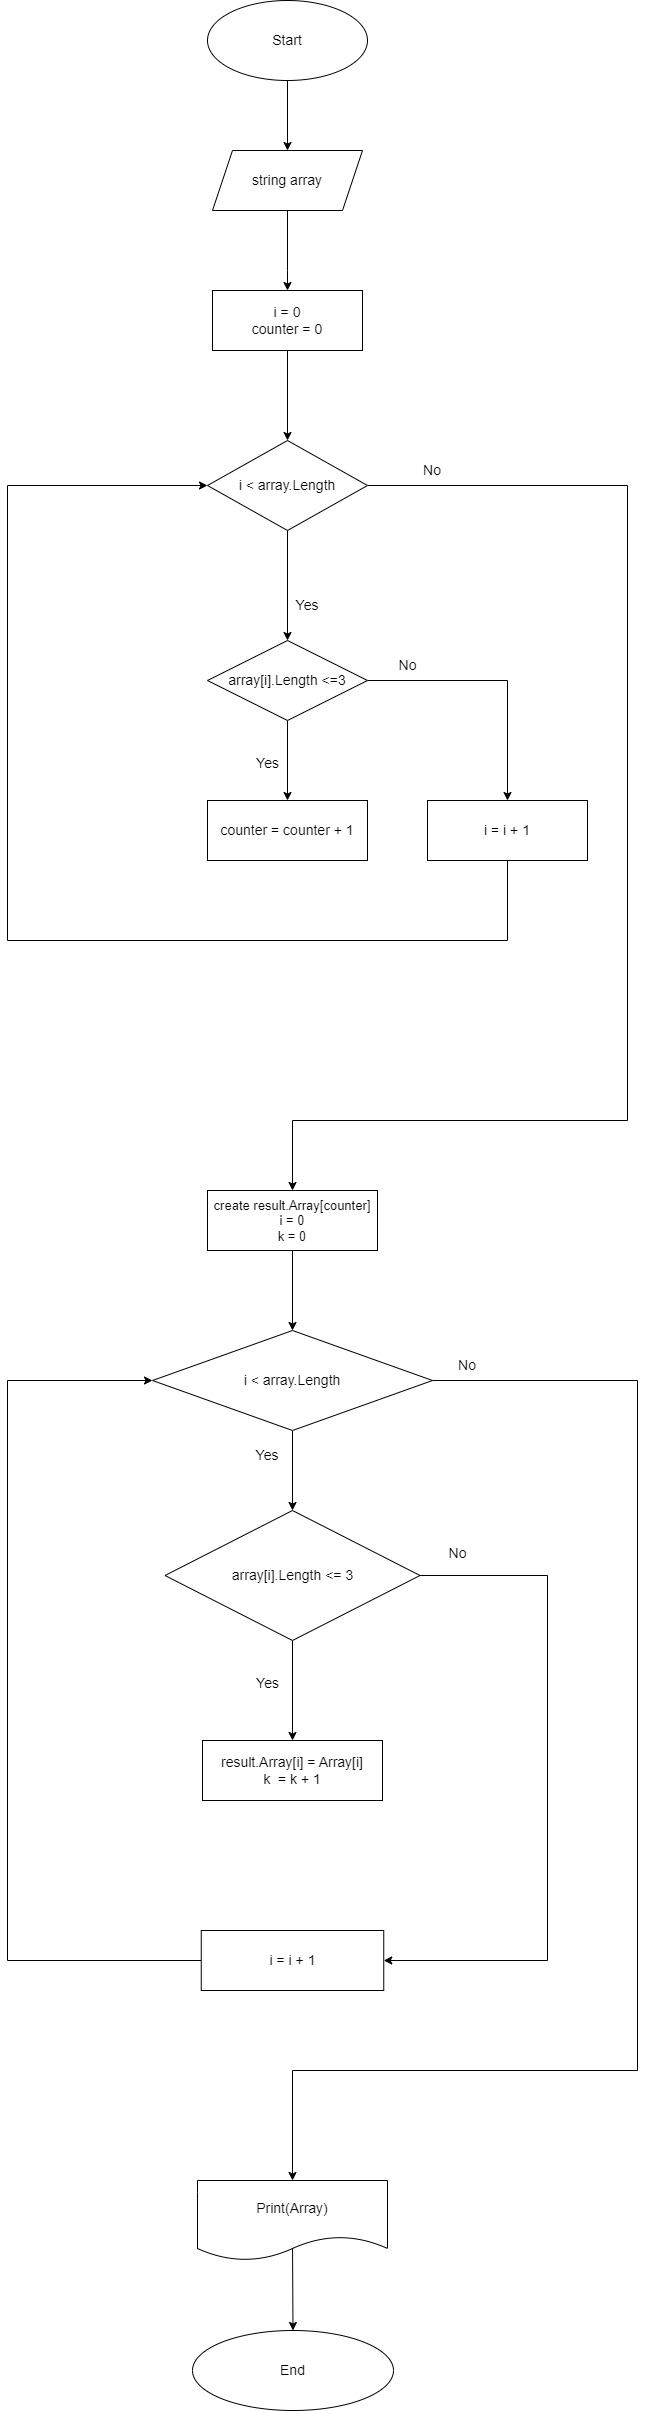 Start
string array
i = 0
counter = 0
i < array.Length
No
Yes
array[i].Length <=3
No
Yes
counter = counter + 1
i = i + 1
create result.Array[counter]
i = 0
k = 0
i < array.Length
No
Yes
array[i].Length <= 3
No
Yes
result.Array[i] = Array[i]
k  = k + 1
i = i + 1
Print(Array)
End